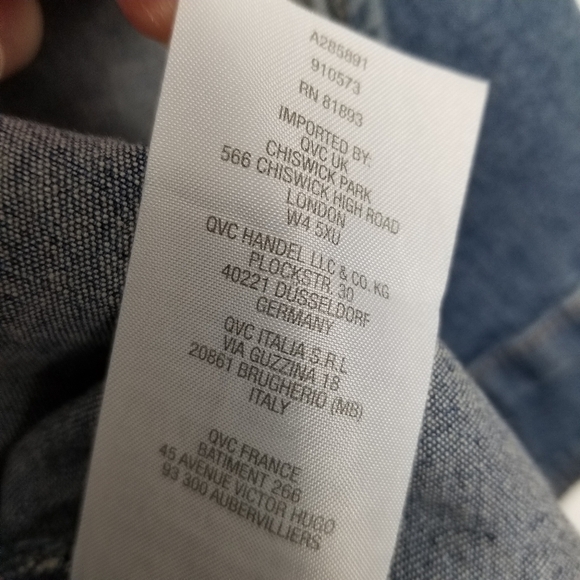 A285891
910573
RN 81893
IMPORTED BY:
QVC UK
CHISWICK PARK
566 CHISWICK HIGH ROAD
LONDON
W4 5XU
QVC HANDEL LLC & CO. KG
PLOCKSTR. 30
40221 DUSSELDORF
GERMANY
QVC ITALIA S.R.L
VIA GUZZINA 18
20861 BRUGHERIO (MB)
ITALY
QVC FRANCE
BATIMENT 266
45 AVENUE VICTOR HUGO
93 300 AUBERVILLIERS